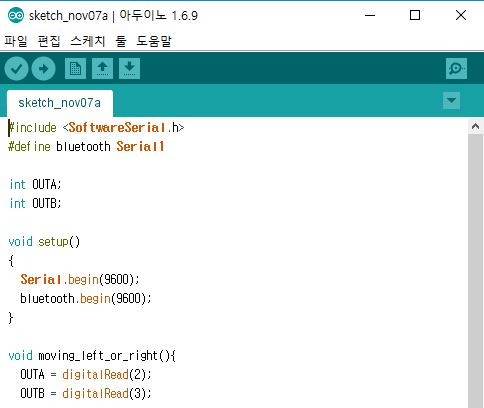 sketch_nov07a | 아두이노 1.6.9
파일 편집 스케치 툴 도움말
sketch_nov07a
#include <SoftwareSerial.h>
#define bluetooth Serial1
int OUTA;
int OUTB;
void setup()
{
Serial.begin(9600);
bluetooth.begin(9600);
}
void moving_left_or_right(){
OUTA = digitalRead(2);
OUTB = digitalRead(3);